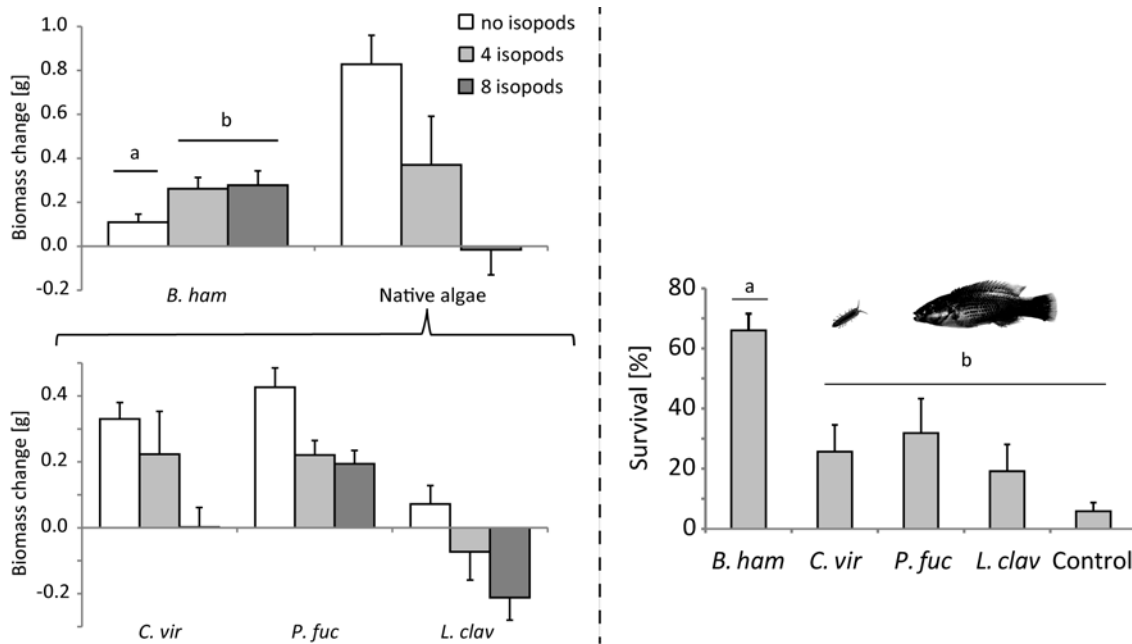 Biomass change [g]
1.0
0.8
0.6
0.4
0.2
0.0
-0.2
no isopods
4 isopods
8 isopods
a
b
B. ham
Native algae
Biomass change [g]
0.4
0.2
0.0
-0.2
C. vir
P. fuc
L. clav
Survival [%]
80
60
40
20
0
a
b
B. ham
C. vir
P. fuc
L. clav
Control